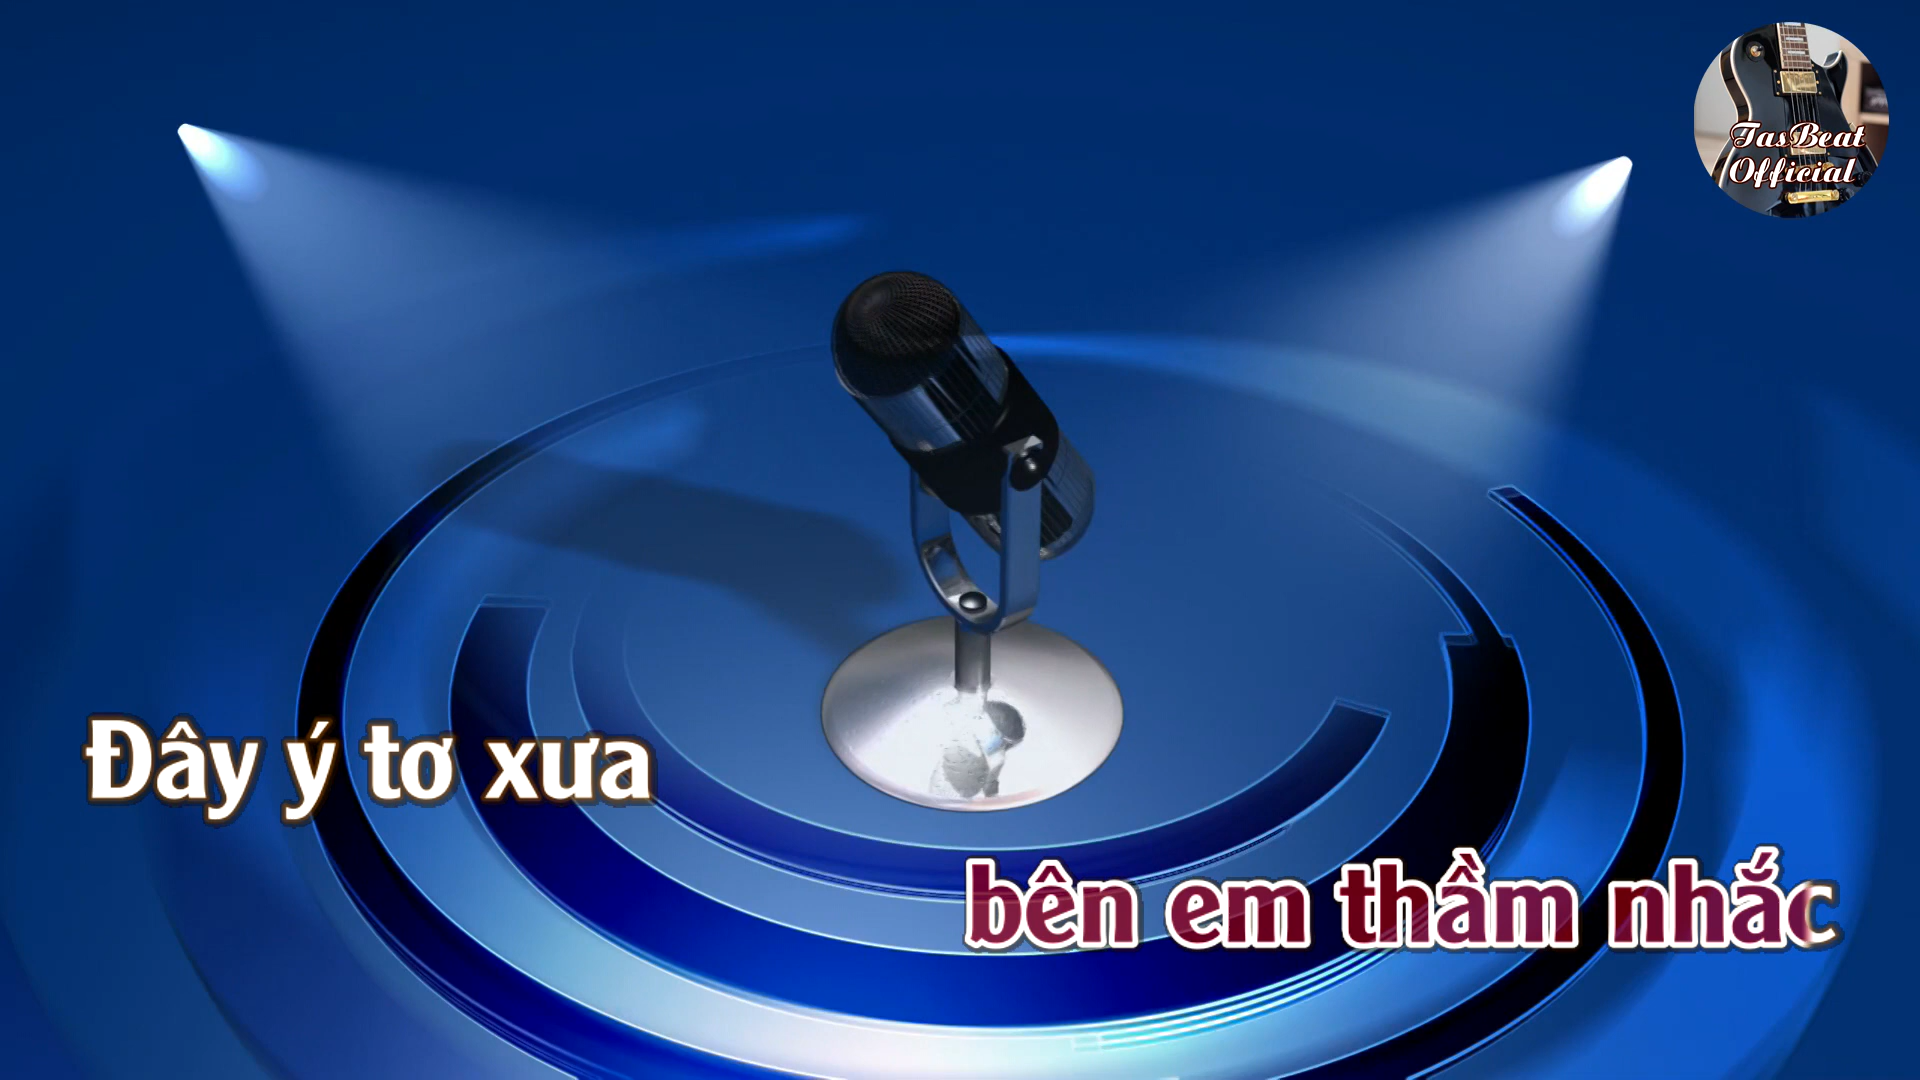 TasBeat
Official
Đây ý tơ xưa
bên em thầm nhắc